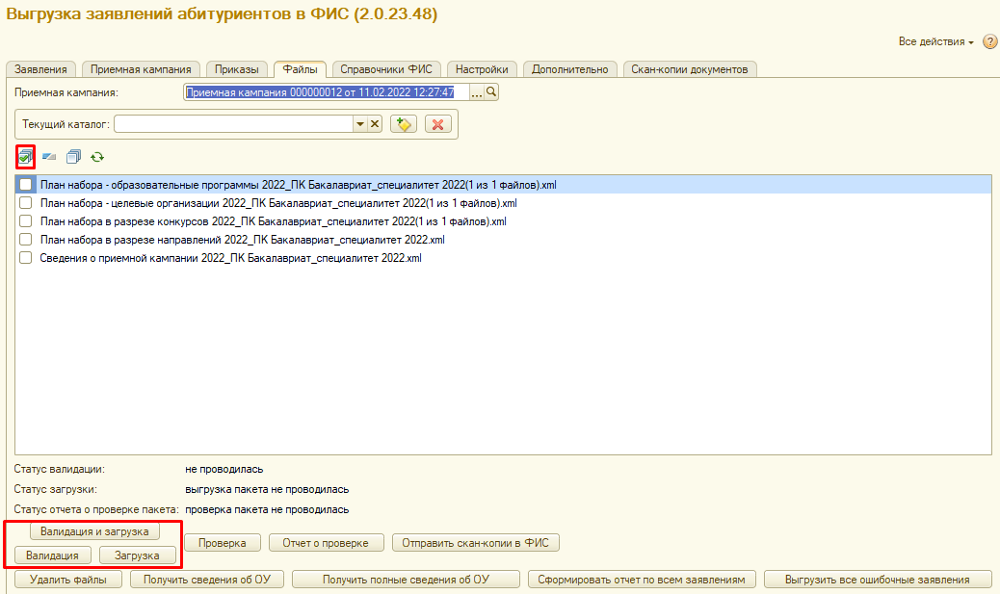 Выгрузка заявлений абитуриентов в ФИС (2.0.23.48)
Все действия
?
Заявления Приемная кампания Приказы Файлы Справочники ФИС Настройки Дополнительно Скан-копии документов
Приемная кампания: Приемная кампания 000000012 от 11.02.2022 12:27:47 ...
Текущий каталог:
План набора - образовательные программы 2022_ПК Бакалавриат_специалитет 2022(1 из 1 файлов).xml
План набора - целевые организации 2022_ПК Бакалавриат_специалитет 2022(1 из 1 файлов).xml
План набора в разрезе конкурсов 2022_ПК Бакалавриат_специалитет 2022(1 из 1 файлов).xml
План набора в разрезе направлений 2022_ПК Бакалавриат_специалитет 2022.xml
Сведения о приемной кампании 2022_ПК Бакалавриат_специалитет 2022.xml
Статус валидации: не проводилась
Статус загрузки: выгрузка пакета не проводилась
Статус отчета о проверке пакета: проверка пакета не проводилась
Валидация и загрузка
Проверка Отчет о проверке Отправить скан-копии в ФИС
Валидация Загрузка
Удалить файлы Получить сведения об ОУ Получить полные сведения об ОУ Сформировать отчет по всем заявлениям Выгрузить все ошибочные заявления